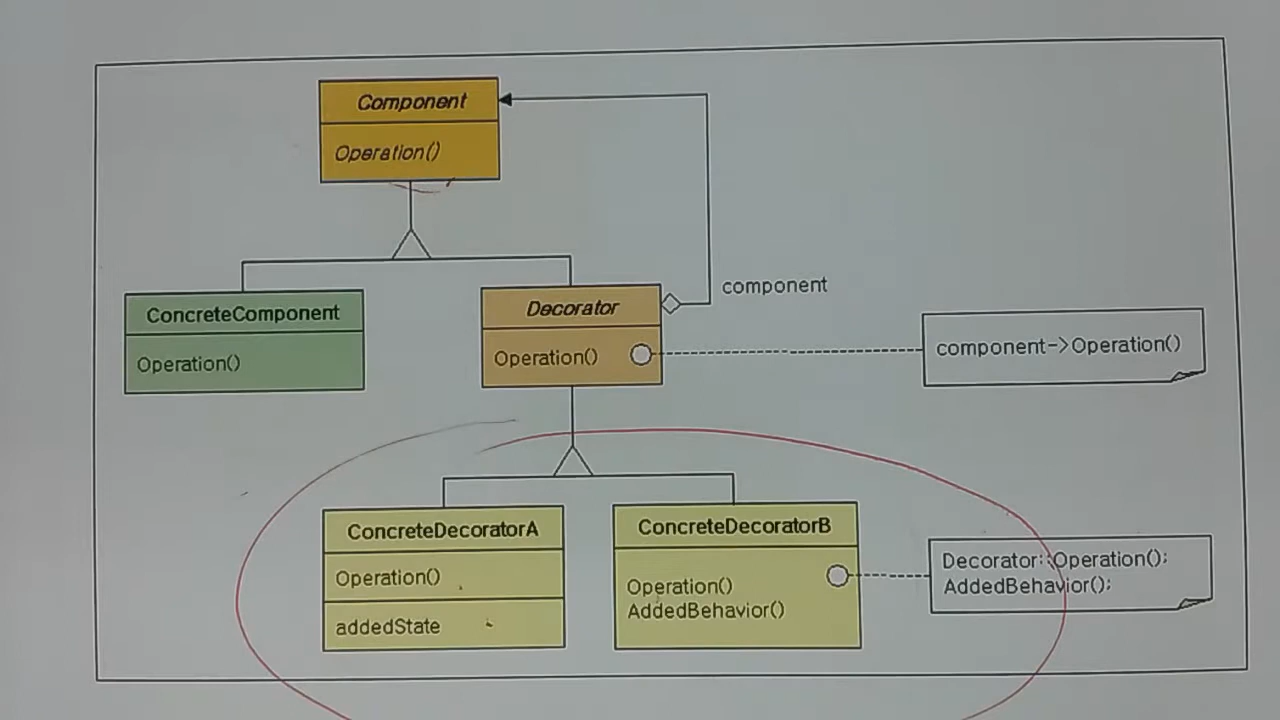 Component
Operation()
component
ConcreteComponent
Operation()
Decorator
Operation()
component->Operation()
ConcreteDecoratorA
Operation()
addedState
ConcreteDecoratorB
Operation()
AddedBehavior()
Decorator::Operation();
AddedBehavior();